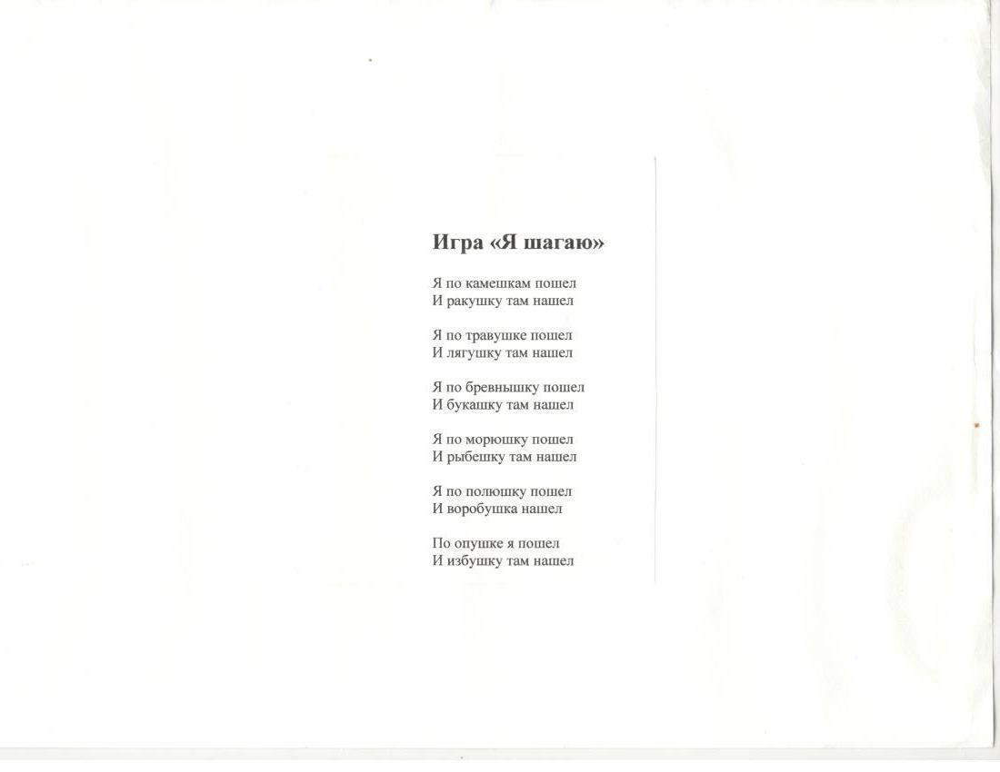 Игра «Я шагаю»
Я по камешкам пошел
И ракушку там нашел
Я по травушке пошел
И лягушку там нашел
Я по бревнышку пошел
И букашку там нашел
Я по морюшку пошел
И рыбешку там нашел
Я по полюшку пошел
И воробушка нашел
По опушке я пошел
И избушку там нашел